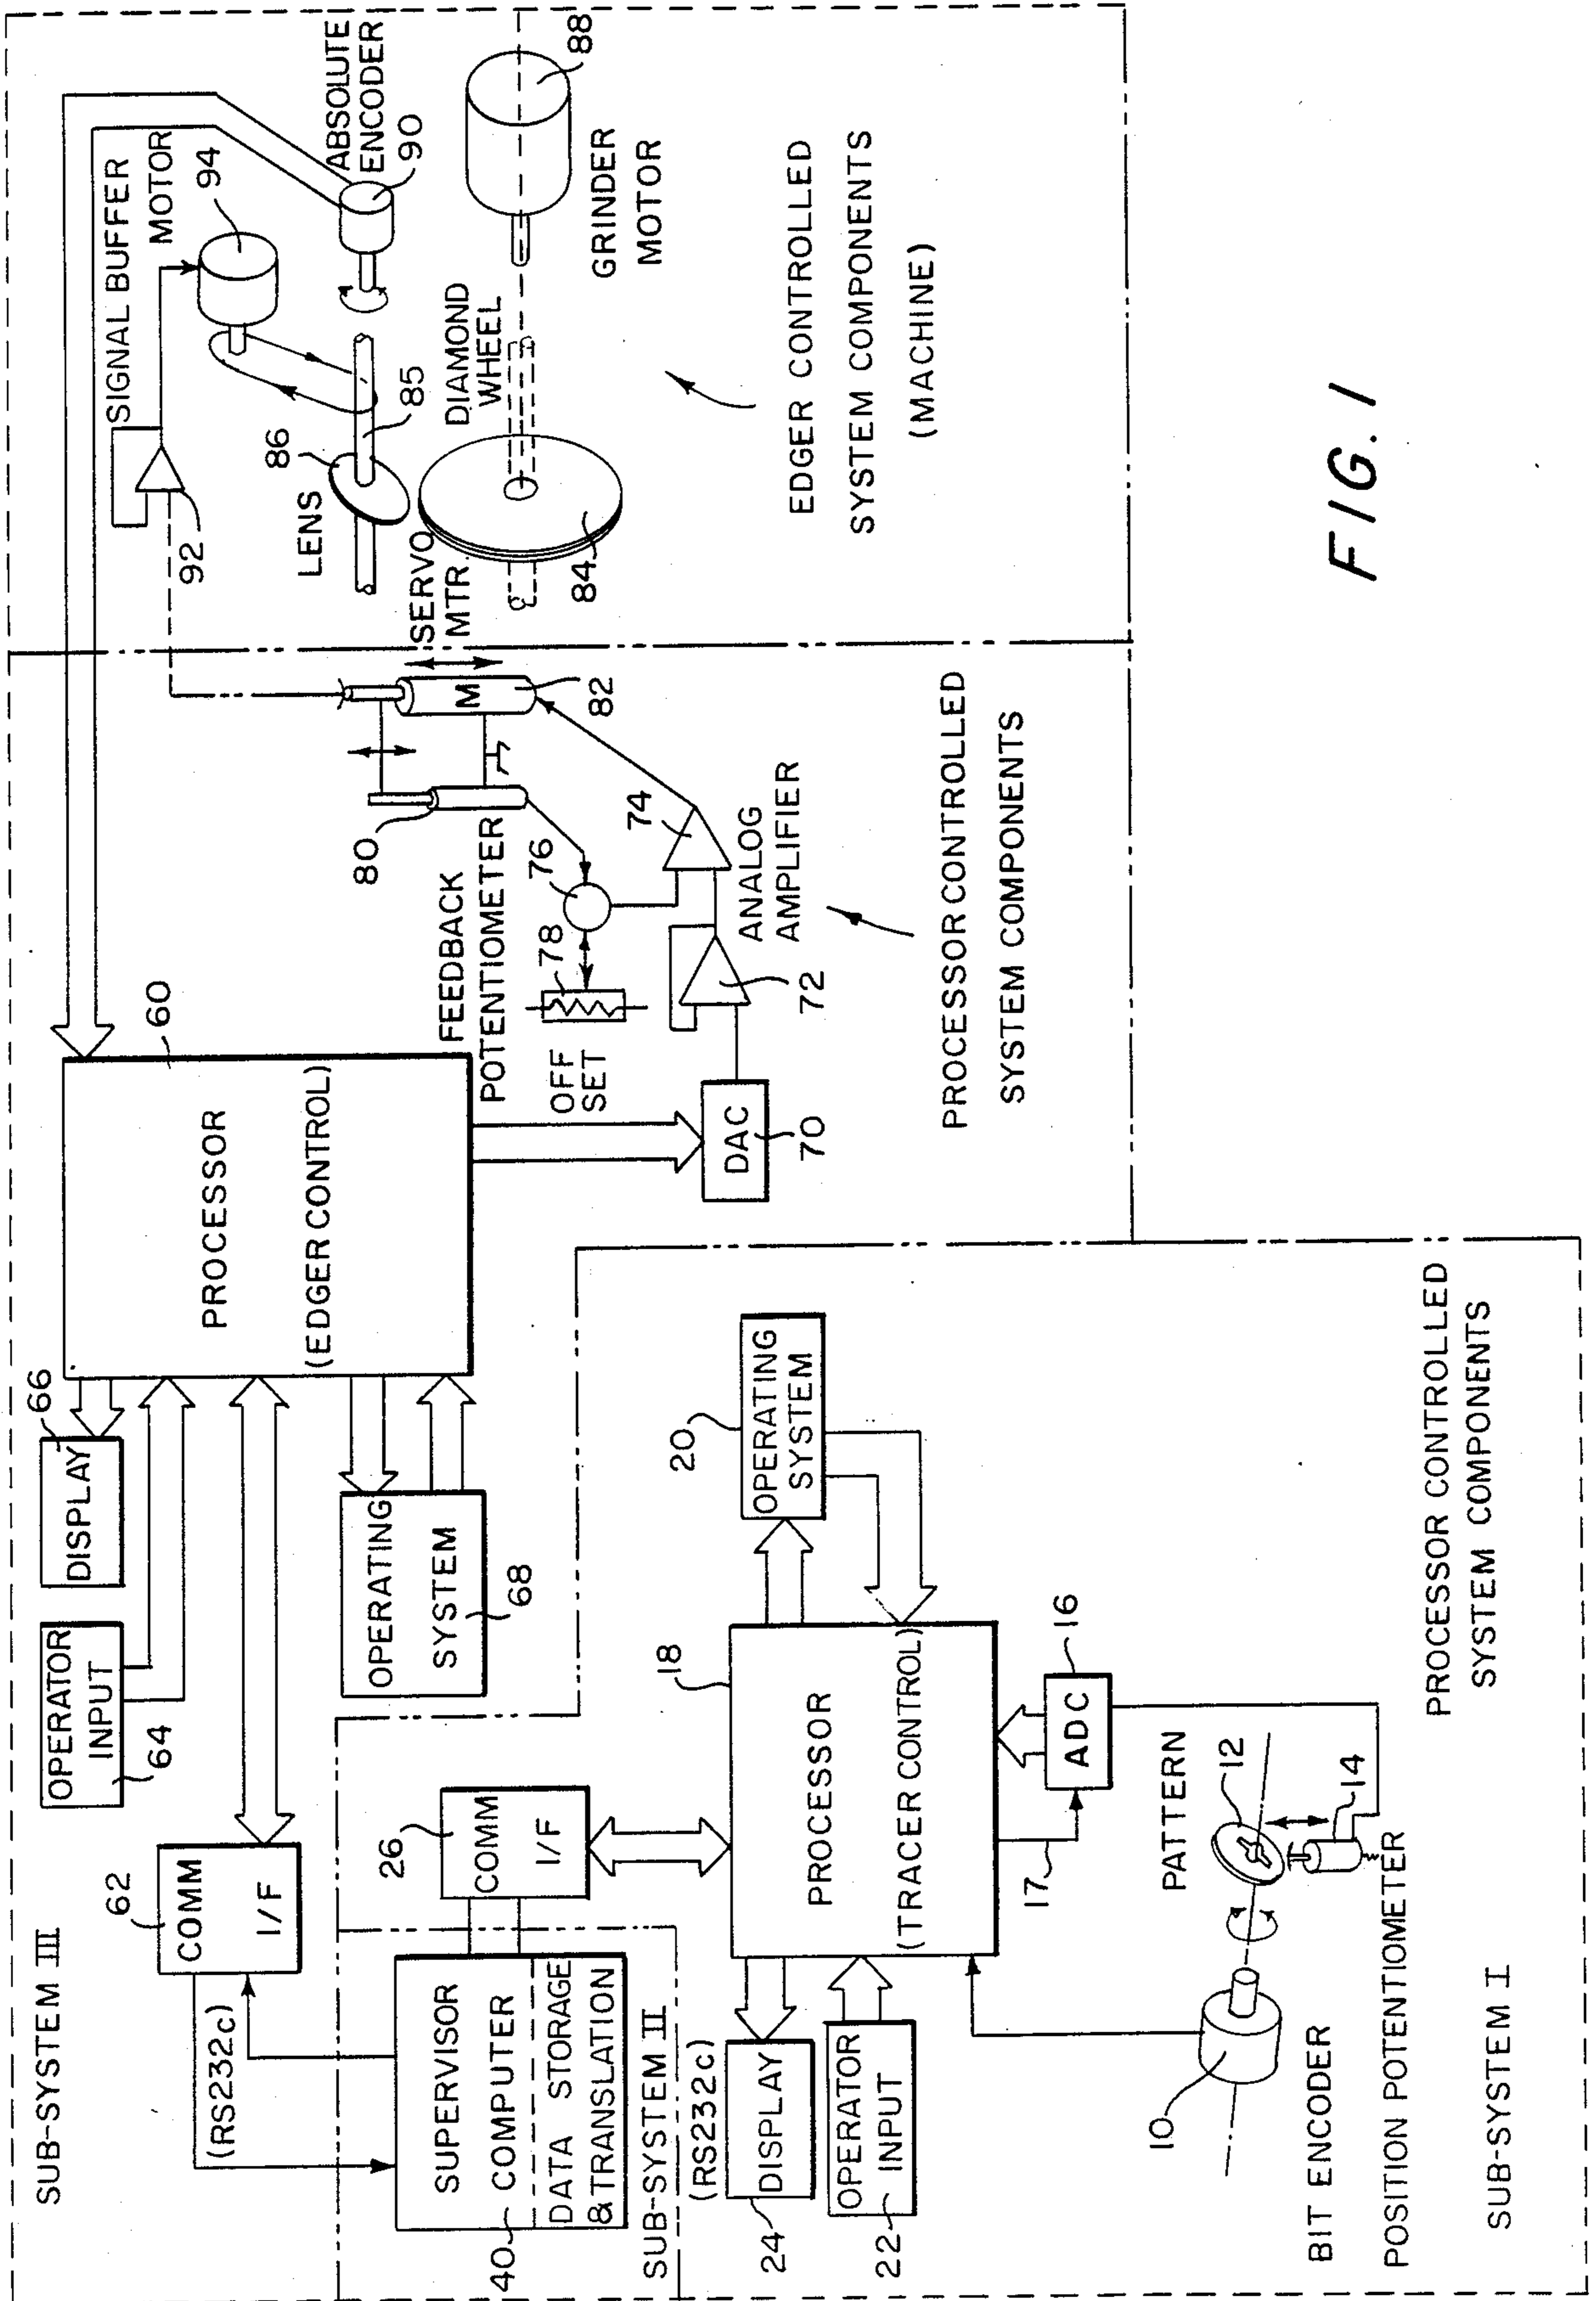 SUB-SYSTEM III
(RS232c)
62
COMM
I/F
OPERATOR
INPUT
64
66
DISPLAY
OPERATING
SYSTEM
68
60
PROCESSOR
(EDGER CONTROL)
DAC
70
OFF
SET
78
72
ANALOG
AMPLIFIER
74
76
FEEDBACK
POTENTIOMETER
80
M
82
SERVO
MTR.
PROCESSOR CONTROLLED
SYSTEM COMPONENTS
92
SIGNAL BUFFER
MOTOR
94
LENS
86
85
ABSOLUTE
ENCODER
90
DIAMOND
WHEEL
84
88
GRINDER
MOTOR
EDGER CONTROLLED
SYSTEM COMPONENTS
(MACHINE)
SUPERVISOR
COMPUTER
40
DATA STORAGE
& TRANSLATION
SUB-SYSTEM II
(RS232c)
26
COMM
I/F
DISPLAY
24
OPERATOR
INPUT
22
18
PROCESSOR
(TRACER CONTROL)
20
OPERATING
SYSTEM
17
16
ADC
PATTERN
12
14
10
BIT ENCODER
POSITION POTENTIOMETER
SUB-SYSTEM I
PROCESSOR CONTROLLED
SYSTEM COMPONENTS
FIG. 1